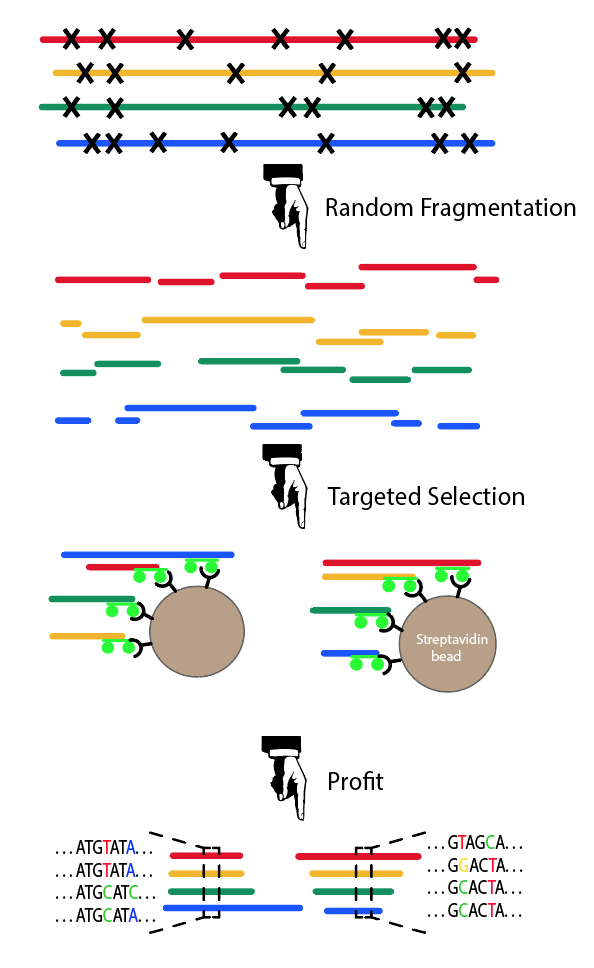 Random Fragmentation
Targeted Selection
Streptavidin
bead
Profit
...ATGTATA...
...ATGTATA...
...ATGCATC...
...ATGCATA...
...GTAGCA...
...GGACTA...
...GCACTA...
...GCACTA...